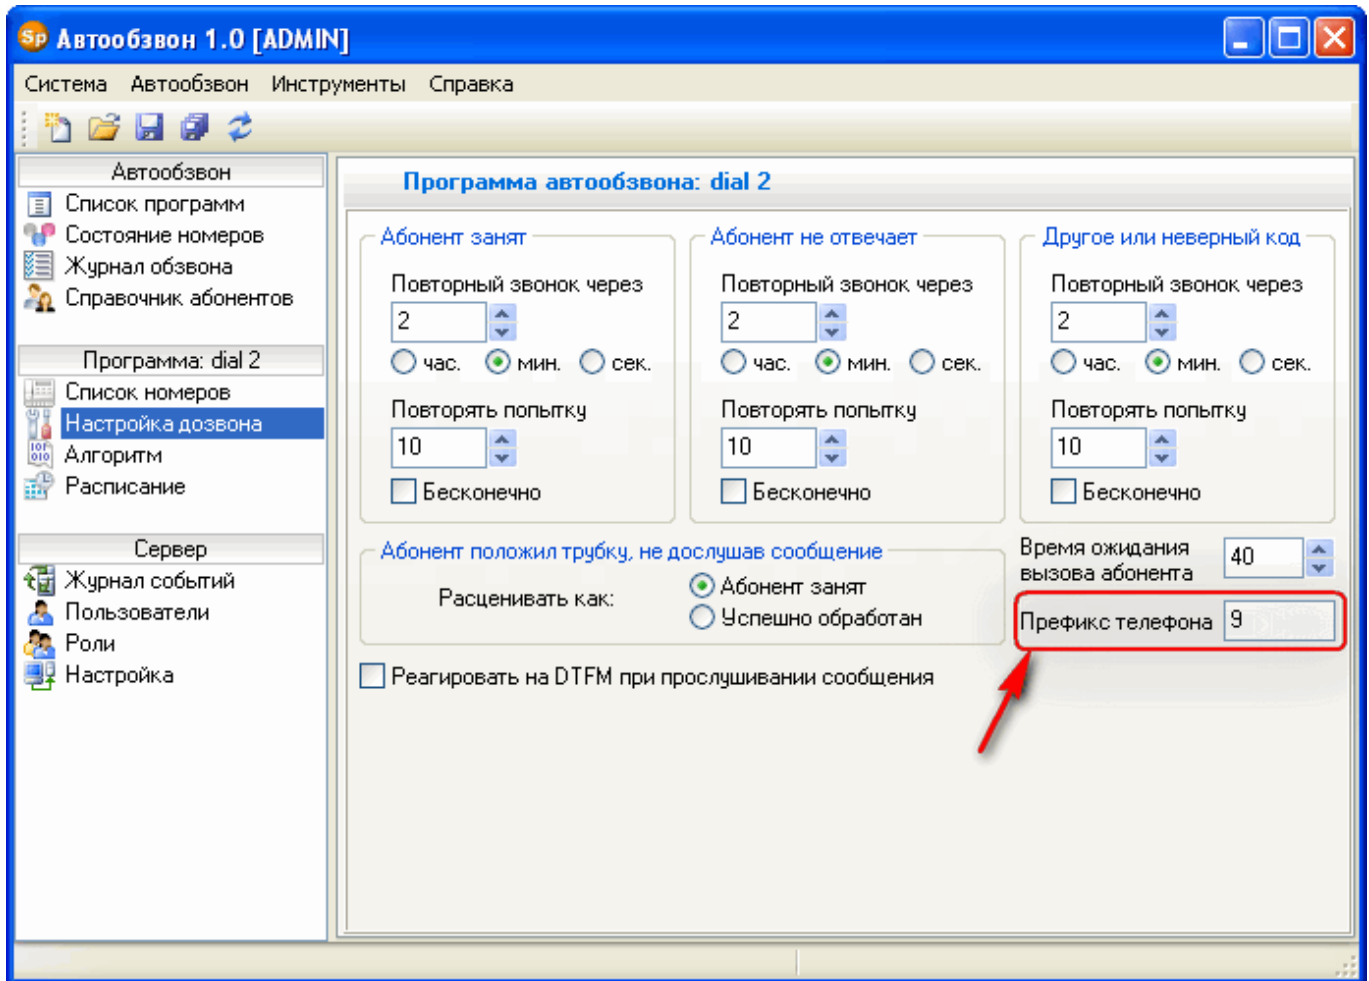 Sp Автообзвон 1.0 [ADMIN]
Система Автообзвон Инструменты Справка
Автообзвон
Список программ
Состояние номеров
Журнал обзвона
Справочник абонентов
Программа: dial 2
Список номеров
Настройка дозвона
Алгоритм
Расписание
Сервер
Журнал событий
Пользователи
Роли
Настройка
Программа автообзвона: dial 2
Абонент занят
Повторный звонок через
2
час. мин. сек.
Повторять попытку
10
Бесконечно
Абонент не отвечает
Повторный звонок через
2
час. мин. сек.
Повторять попытку
10
Бесконечно
Другое или неверный код
Повторный звонок через
2
час. мин. сек.
Повторять попытку
10
Бесконечно
Абонент положил трубку, не дослушав сообщение
Расценивать как:
Абонент занят
Успешно обработан
Время ожидания
вызова абонента
40
Префикс телефона 9
Реагировать на DTFM при прослушивании сообщения